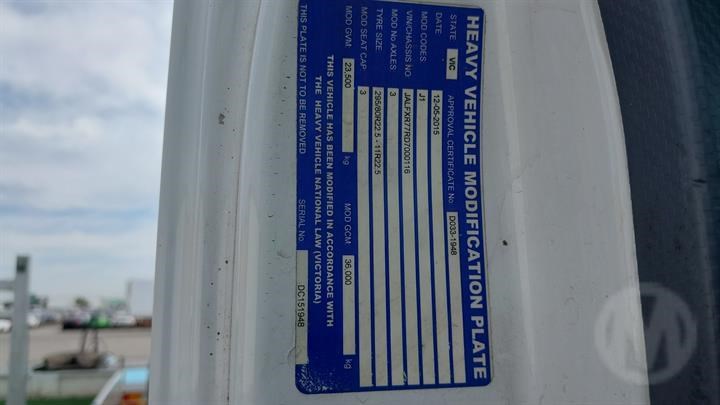 HEAVY VEHICLE MODIFICATION PLATE
STATE VIC APPROVAL CERTIFICATE No. D033-1948
DATE: 12-05-2015
MOD CODES: J1
VIN/CHASSIS NO: JALFXR77RD7000116
MOD No AXLES: 3
TYRE SIZE: 295/80R22.5 - 11R22.5
MOD SEAT CAP: 3
MOD GVM: 23,500 kg MOD GCM: 36,000 kg
THIS VEHICLE HAS BEEN MODIFIED IN ACCORDANCE WITH
THE HEAVY VEHICLE NATIONAL LAW (VICTORIA)
THIS PLATE IS NOT TO BE REMOVED SERIAL No. DC151948
M